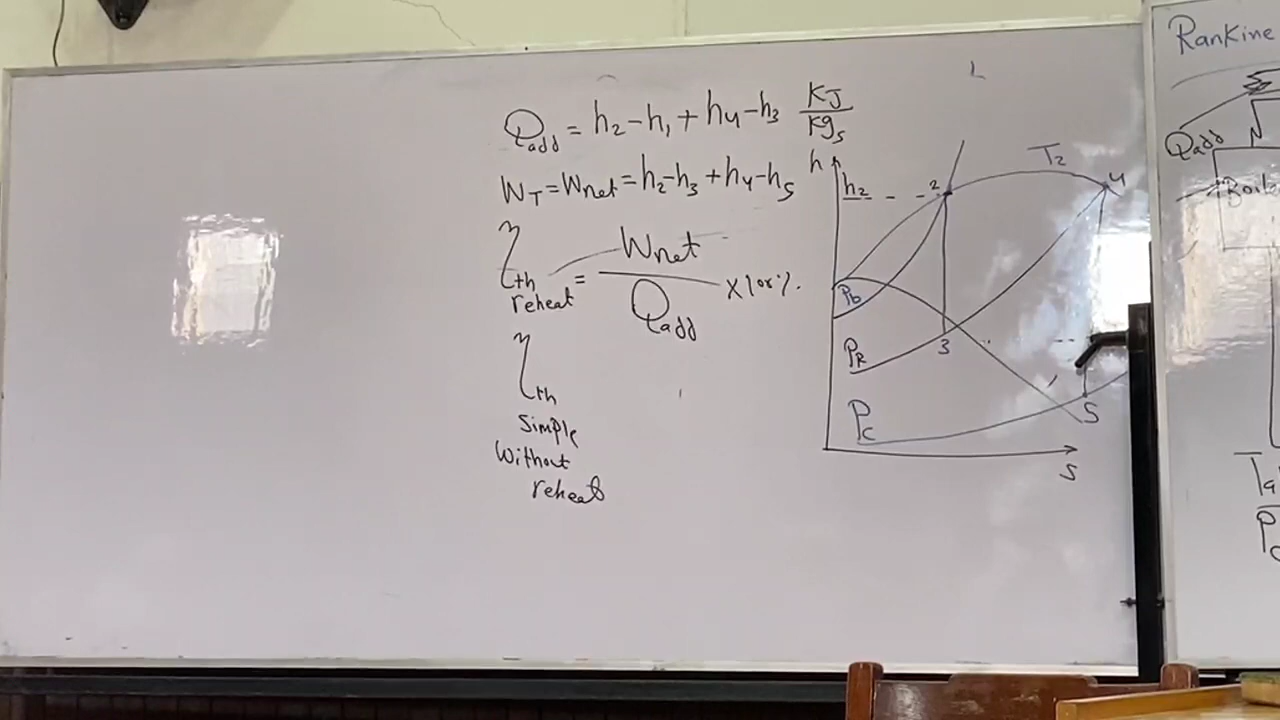 Qadd = h2 - h1 + h4 - h3 KJ/Kgs
WT = Wnet = h2 - h3 + h4 - h5
ηth reheat = Wnet / Qadd × 100%
ηth
Simple
Without
reheat
h
h2
2
T2
4
Pb
PR
3
PC
5
S
Rankine
Qadd